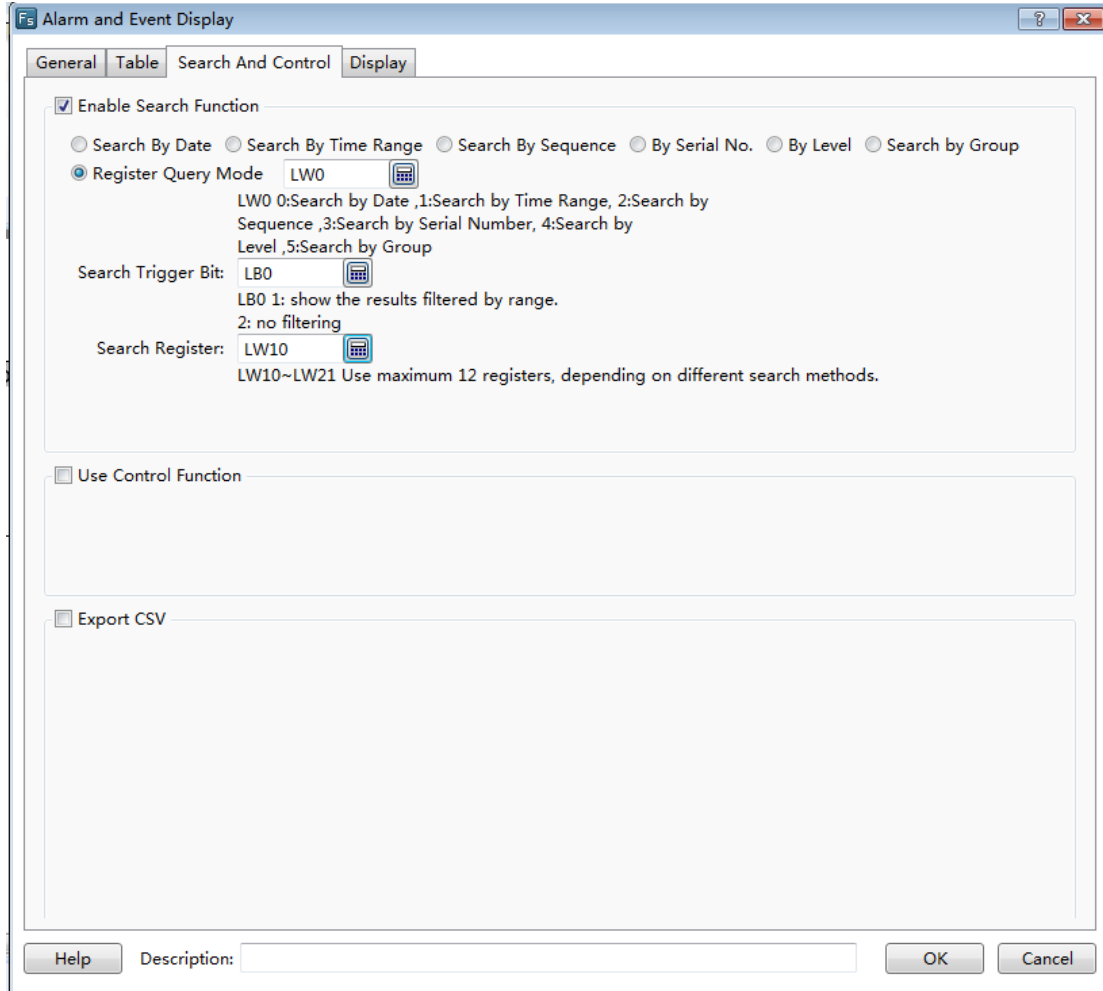 Fs Alarm and Event Display
General Table Search And Control Display
Enable Search Function
Search By Date Search By Time Range Search By Sequence By Serial No. By Level Search by Group
Register Query Mode LW0
LW0 0:Search by Date ,1:Search by Time Range, 2:Search by
Sequence ,3:Search by Serial Number, 4:Search by
Level ,5:Search by Group
Search Trigger Bit: LB0
LB0 1: show the results filtered by range.
2: no filtering
Search Register: LW10
LW10~LW21 Use maximum 12 registers, depending on different search methods.
Use Control Function
Export CSV
Help Description: OK Cancel